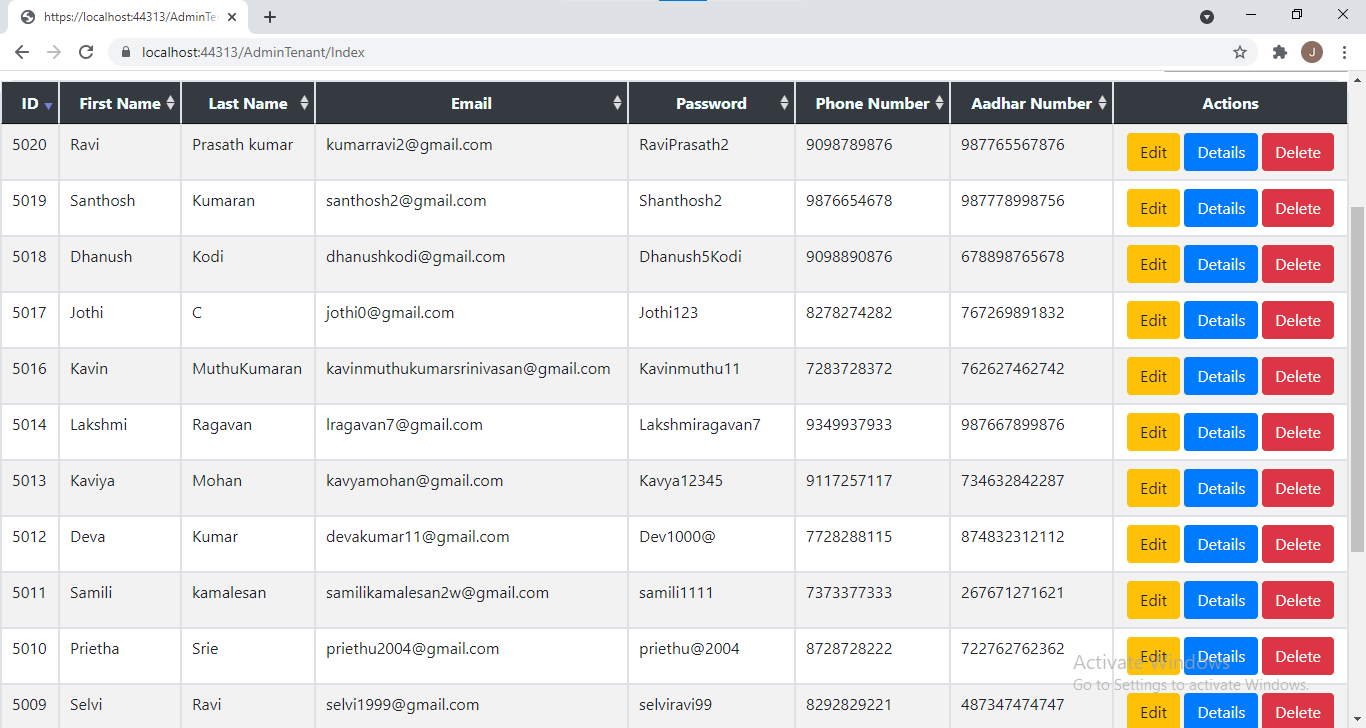 https://localhost:44313/AdminTe
localhost:44313/AdminTenant/Index
J
ID First Name Last Name Email Password Phone Number Aadhar Number Actions
5020 Ravi Prasath kumar kumarravi2@gmail.com RaviPrasath2 9098789876 987765567876 Edit Details Delete
5019 Santhosh Kumaran santhosh2@gmail.com Shanthosh2 9876654678 987778998756 Edit Details Delete
5018 Dhanush Kodi dhanushkodi@gmail.com Dhanush5Kodi 9098890876 678898765678 Edit Details Delete
5017 Jothi C jothi0@gmail.com Jothi123 8278274282 767269891832 Edit Details Delete
5016 Kavin MuthuKumaran kavinmuthukumarsrinivasan@gmail.com Kavinmuthu11 7283728372 762627462742 Edit Details Delete
5014 Lakshmi Ragavan lragavan7@gmail.com Lakshmiragavan7 9349937933 987667899876 Edit Details Delete
5013 Kaviya Mohan kavyamohan@gmail.com Kavya12345 9117257117 734632842287 Edit Details Delete
5012 Deva Kumar devakumar11@gmail.com Dev1000@ 7728288115 874832312112 Edit Details Delete
5011 Samili kamalesan samilikamalesan2w@gmail.com samili1111 7373377333 267671271621 Edit Details Delete
5010 Prietha Srie priethu2004@gmail.com priethu@2004 8728728222 722762762362 Edit Details Delete
Activate Windows
Go to Settings to activate Windows.
5009 Selvi Ravi selvi1999@gmail.com selviravi99 8292829221 487347474747 Edit Details Delete